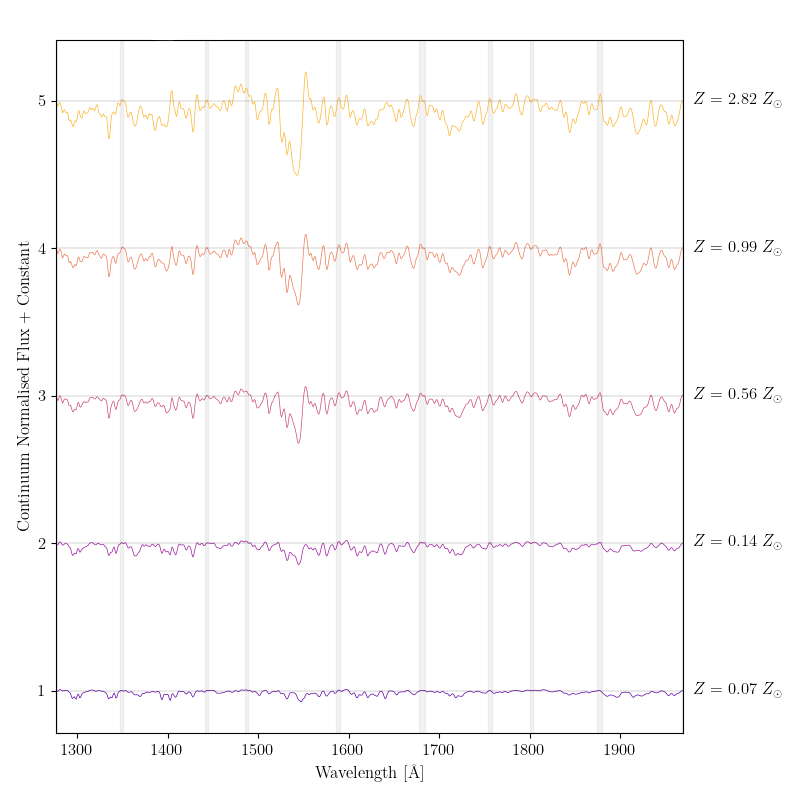 5
4
3
2
1
Z = 2.82 Z⊙
Z = 0.99 Z⊙
Z = 0.56 Z⊙
Z = 0.14 Z⊙
Z = 0.07 Z⊙
Continuum Normalised Flux + Constant
1300 1400 1500 1600 1700 1800 1900
Wavelength [Å]